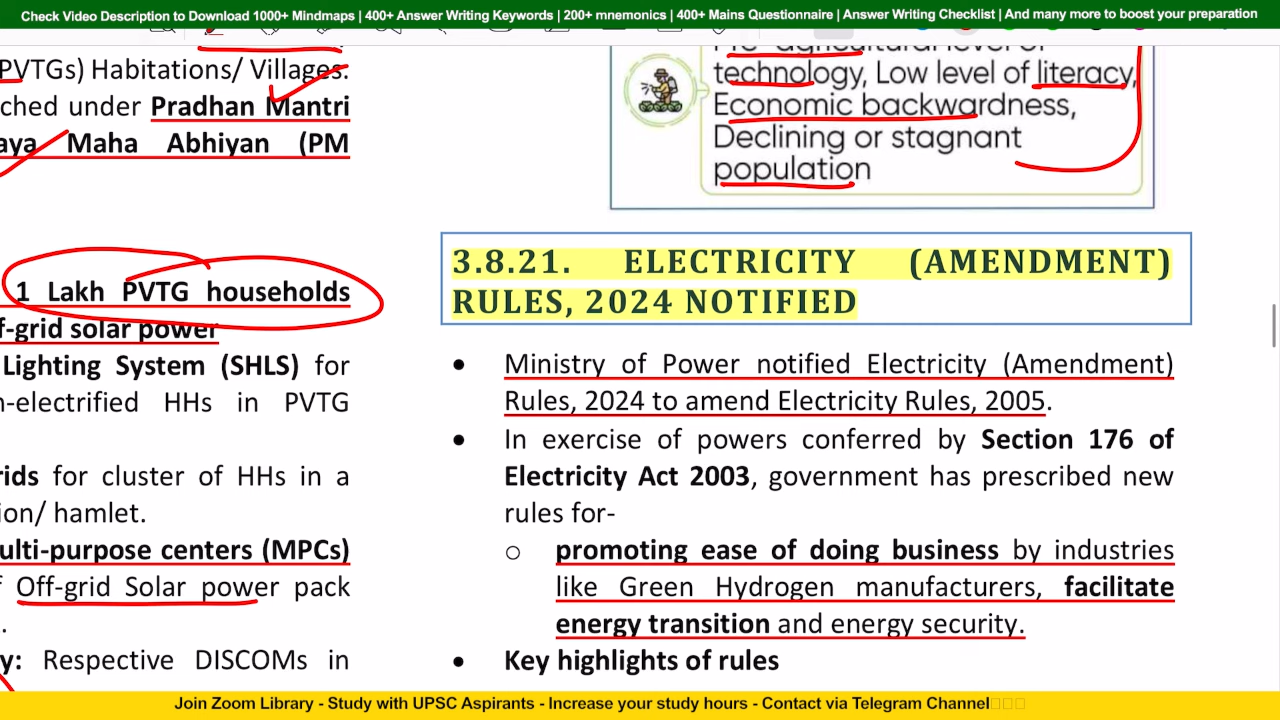 Check Video Description to Download 1000+ Mindmaps | 400+ Answer Writing Keywords | 200+ mnemonics | 400+ Mains Questionnaire | Answer Writing Checklist | And many more to boost your preparation
PVTGs) Habitations/ Villages.
ched under Pradhan Mantri
aya Maha Abhiyan (PM
1 Lakh PVTG households
f-grid solar power
Lighting System (SHLS) for
n-electrified HHs in PVTG
rids for cluster of HHs in a
ion/ hamlet.
ulti-purpose centers (MPCs)
Off-grid Solar power pack
.
y: Respective DISCOMs in
Pre-agricultural level of
technology, Low level of literacy,
Economic backwardness,
Declining or stagnant
population
3.8.21. ELECTRICITY (AMENDMENT)
RULES, 2024 NOTIFIED
• Ministry of Power notified Electricity (Amendment)
Rules, 2024 to amend Electricity Rules, 2005.
• In exercise of powers conferred by Section 176 of
Electricity Act 2003, government has prescribed new
rules for-
o promoting ease of doing business by industries
like Green Hydrogen manufacturers, facilitate
energy transition and energy security.
• Key highlights of rules
Join Zoom Library - Study with UPSC Aspirants - Increase your study hours - Contact via Telegram Channel□□□